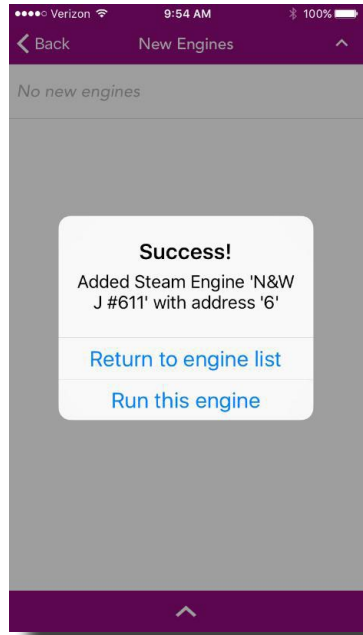 Verizon 9:54 AM 100%
Back New Engines
No new engines
Success!
Added Steam Engine 'N&W
J #611' with address '6'
Return to engine list
Run this engine